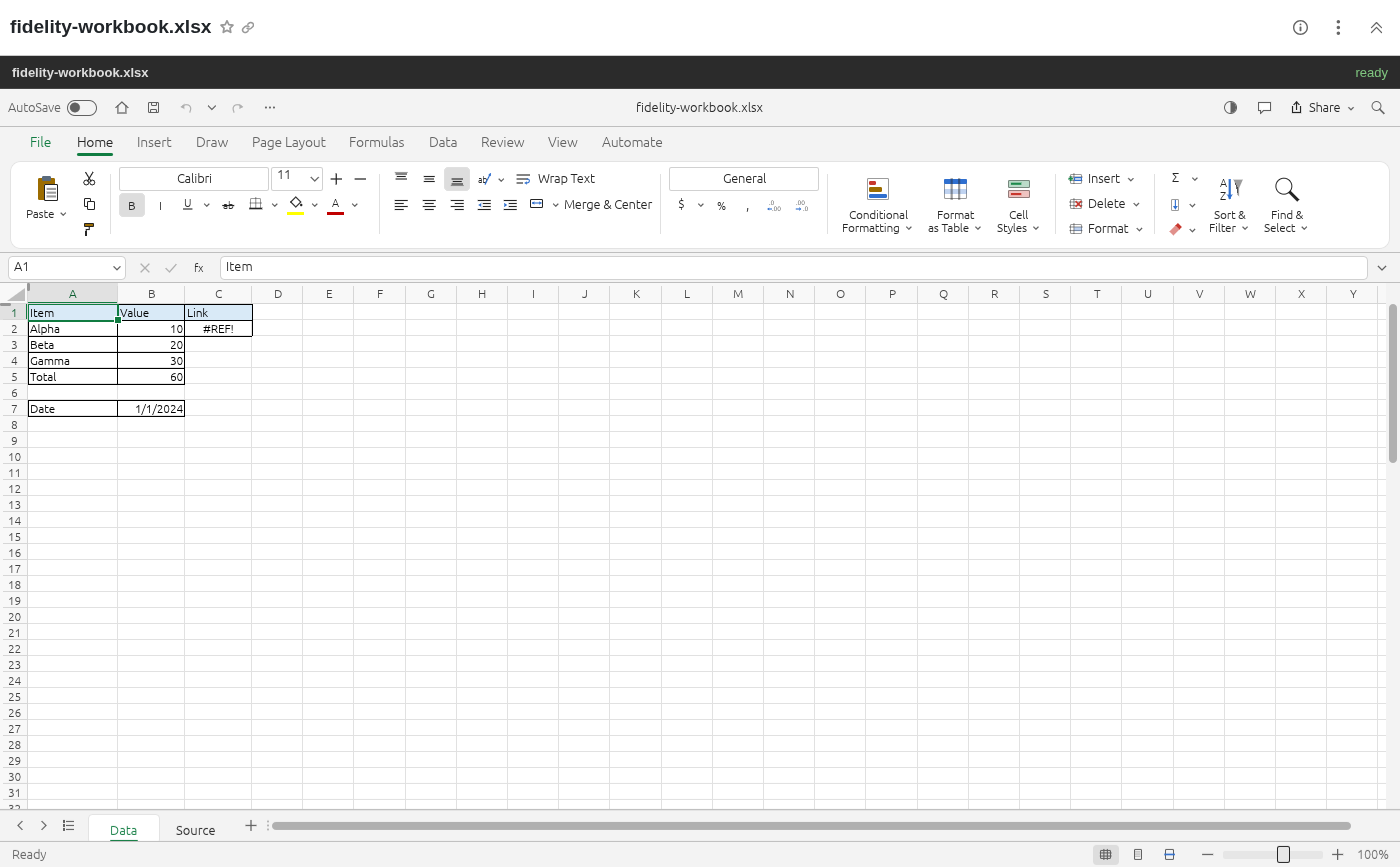 fidelity-workbook.xlsx
fidelity-workbook.xlsx ready
AutoSave fidelity-workbook.xlsx Share
File Home Insert Draw Page Layout Formulas Data Review View Automate
Calibri 11 Wrap Text General Insert
Paste B I U ab A Merge & Center $ % , Conditional Formatting Format as Table Cell Styles Delete Sort & Filter Find & Select
Format
A1 fx Item
A B C D E F G H I J K L M N O P Q R S T U V W X Y
1 Item Value Link
2 Alpha 10 #REF!
3 Beta 20
4 Gamma 30
5 Total 60
6
7 Date 1/1/2024
8
9
10
11
12
13
14
15
16
17
18
19
20
21
22
23
24
25
26
27
28
29
30
31
32
Data Source
Ready 100%